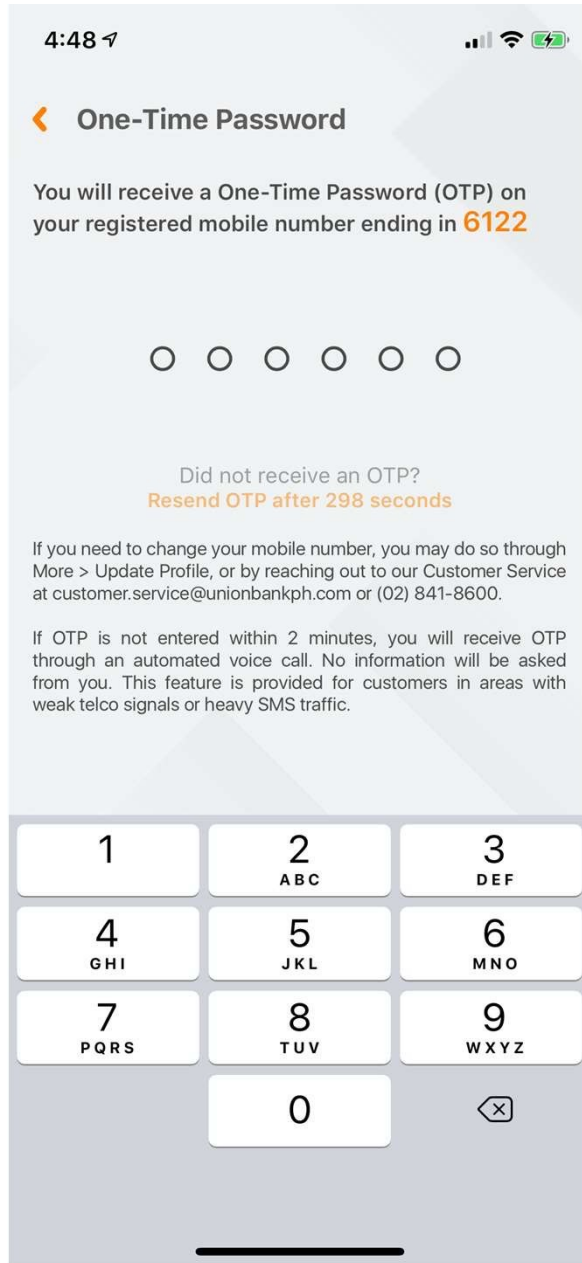 4:48
One-Time Password
You will receive a One-Time Password (OTP) on
your registered mobile number ending in 6122
Did not receive an OTP?
Resend OTP after 298 seconds
If you need to change your mobile number, you may do so through
More > Update Profile, or by reaching out to our Customer Service
at customer.service@unionbankph.com or (02) 841-8600.
If OTP is not entered within 2 minutes, you will receive OTP
through an automated voice call. No information will be asked
from you. This feature is provided for customers in areas with
weak telco signals or heavy SMS traffic.
1 2 3
ABC DEF
4 5 6
GHI JKL MNO
7 8 9
PQRS TUV WXYZ
0